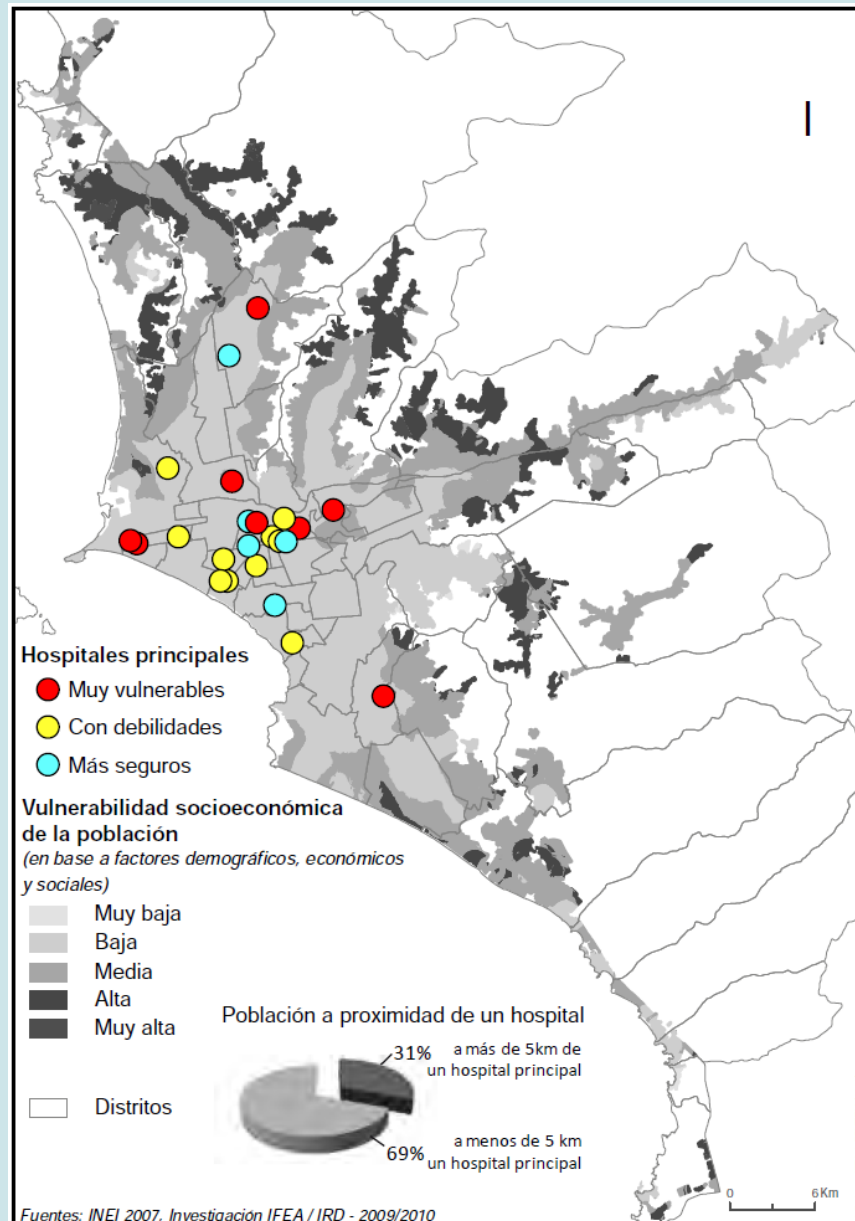 Hospitales principales
Muy vulnerables
Con debilidades
Más seguros
Vulnerabilidad socioeconómica
de la población
(en base a factores demográficos, económicos
y sociales)
Muy baja
Baja
Media
Alta
Muy alta
Distritos
Población a proximidad de un hospital
31%
a más de 5km de
un hospital principal
69%
a menos de 5 km
un hospital principal
0 6 Km
Fuentes: INEI 2007. Investigación IFEA / IRD - 2009/2010